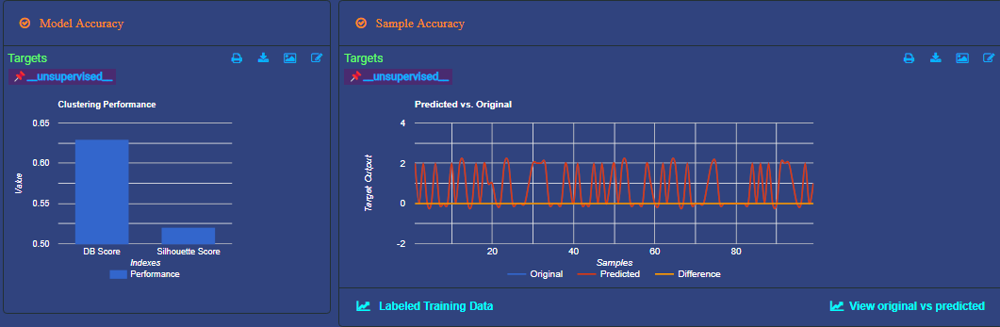 Model Accuracy
Targets
__unsupervised__
Clustering Performance
Value
0.65
0.60
0.55
0.50
DB Score Silhouette Score
Indexes
Performance
Sample Accuracy
Targets
__unsupervised__
Predicted vs. Original
Target Output
4
2
0
-2
20 40 60 80
Samples
Original Predicted Difference
Labeled Training Data View original vs predicted